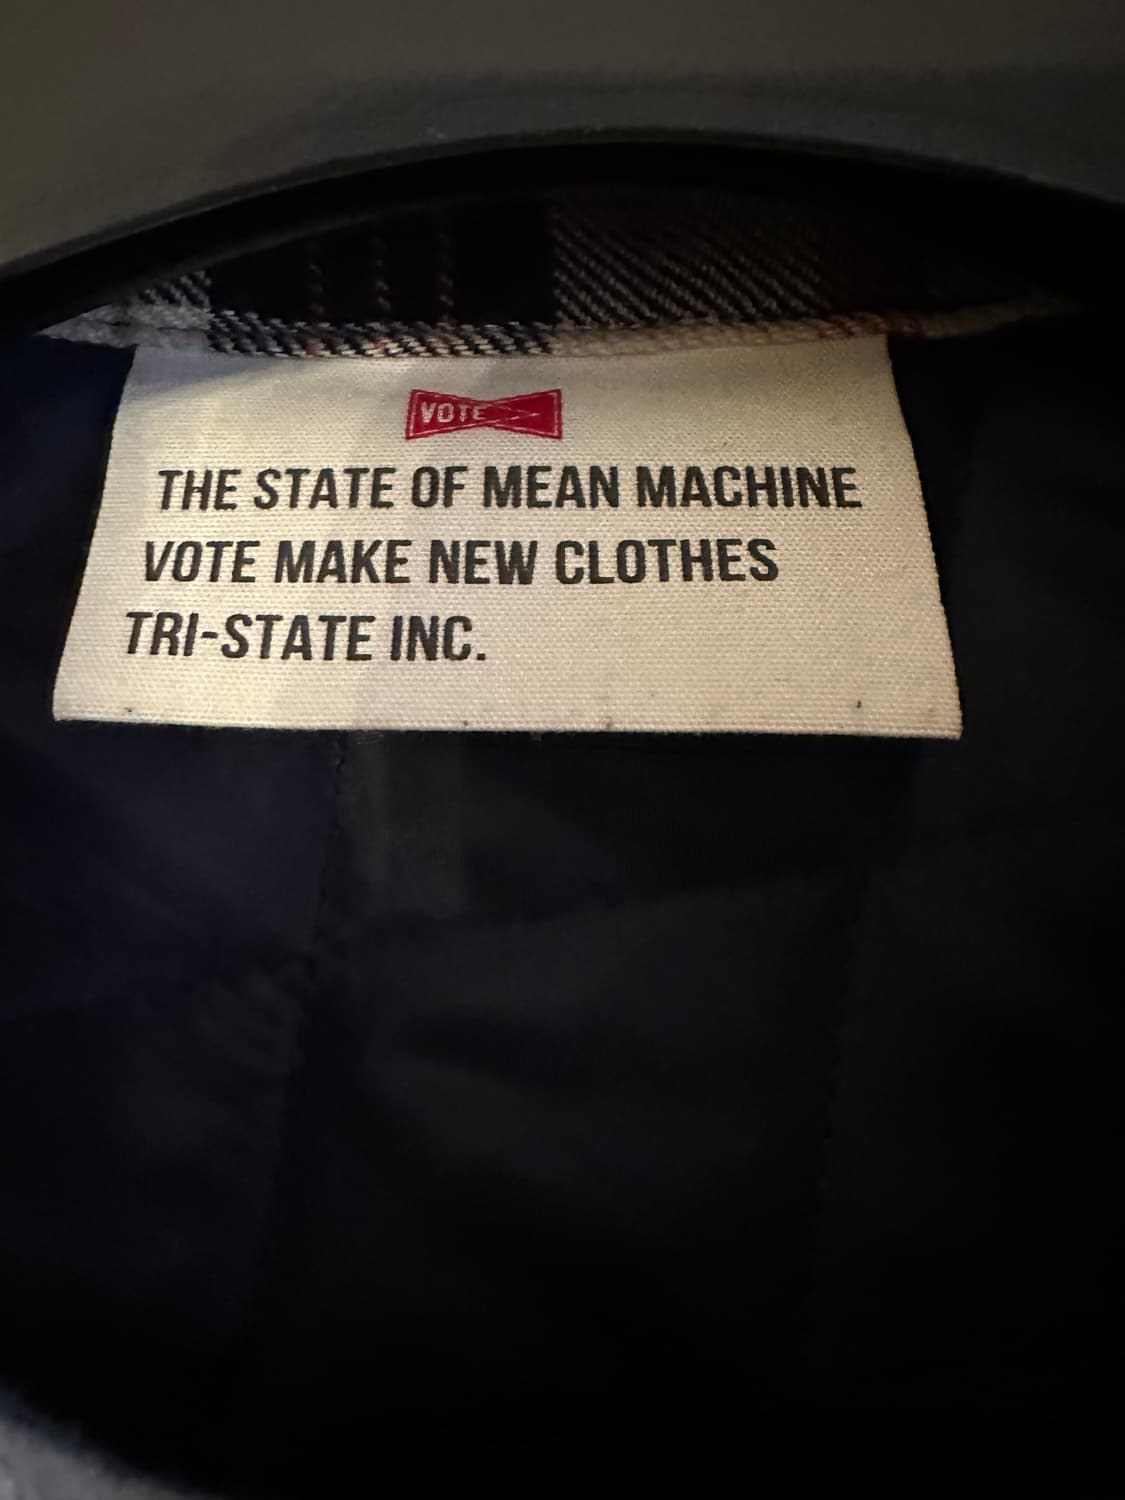 VOTE
THE STATE OF MEAN MACHINE
VOTE MAKE NEW CLOTHES
TRI-STATE INC.